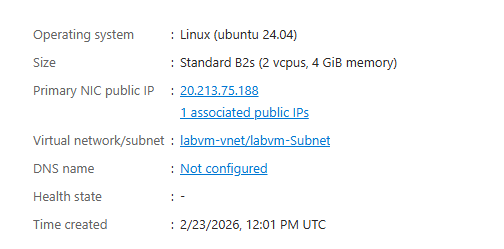 Operating system : Linux (ubuntu 24.04)
Size : Standard B2s (2 vcpus, 4 GiB memory)
Primary NIC public IP : 20.213.75.188
1 associated public IPs
Virtual network/subnet : labvm-vnet/labvm-Subnet
DNS name : Not configured
Health state : -
Time created : 2/23/2026, 12:01 PM UTC